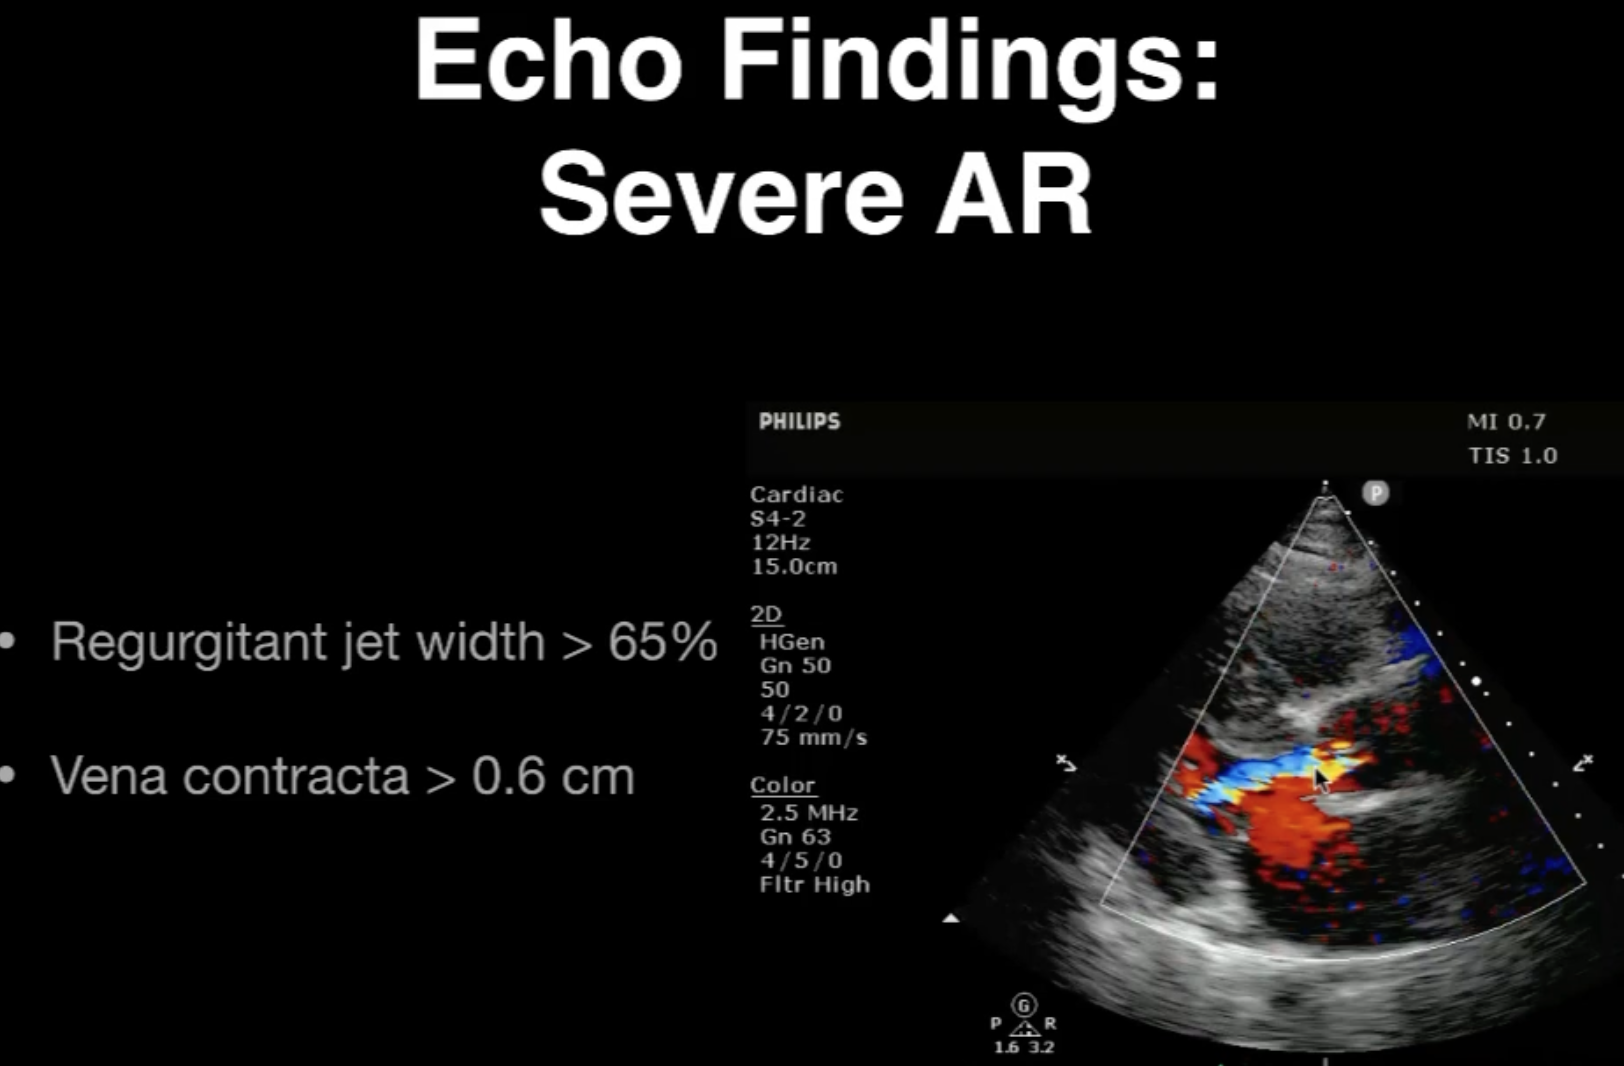 Echo Findings:
Severe AR
• Regurgitant jet width > 65%
• Vena contracta > 0.6 cm
PHILIPS
MI 0.7
TIS 1.0
P
Cardiac
S4-2
12Hz
15.0cm
2D
HGen
Gn 50
50
4/2/0
75 mm/s
Color
2.5 MHz
Gn 63
4/5/0
Fltr High
G
P R
1.6 3.2